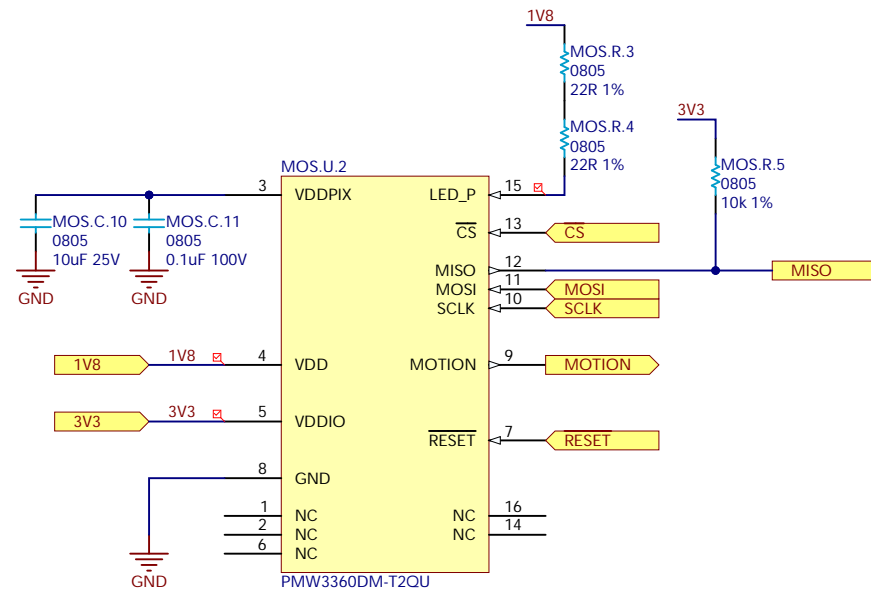 1V8
MOS.R.3
0805
22R 1%
MOS.R.4
0805
22R 1%
3V3
MOS.R.5
0805
10k 1%
MOS.U.2
3 VDDPIX
LED_P 15
MOS.C.10
0805
10uF 25V
GND
MOS.C.11
0805
0.1uF 100V
GND
CS 13 CS
MISO 12 MISO
MOSI 11 MOSI
SCLK 10 SCLK
1V8 1V8 4 VDD
MOTION 9 MOTION
3V3 3V3 5 VDDIO
RESET 7 RESET
8 GND
1 NC
2 NC
6 NC
NC 16
NC 14
GND
PMW3360DM-T2QU